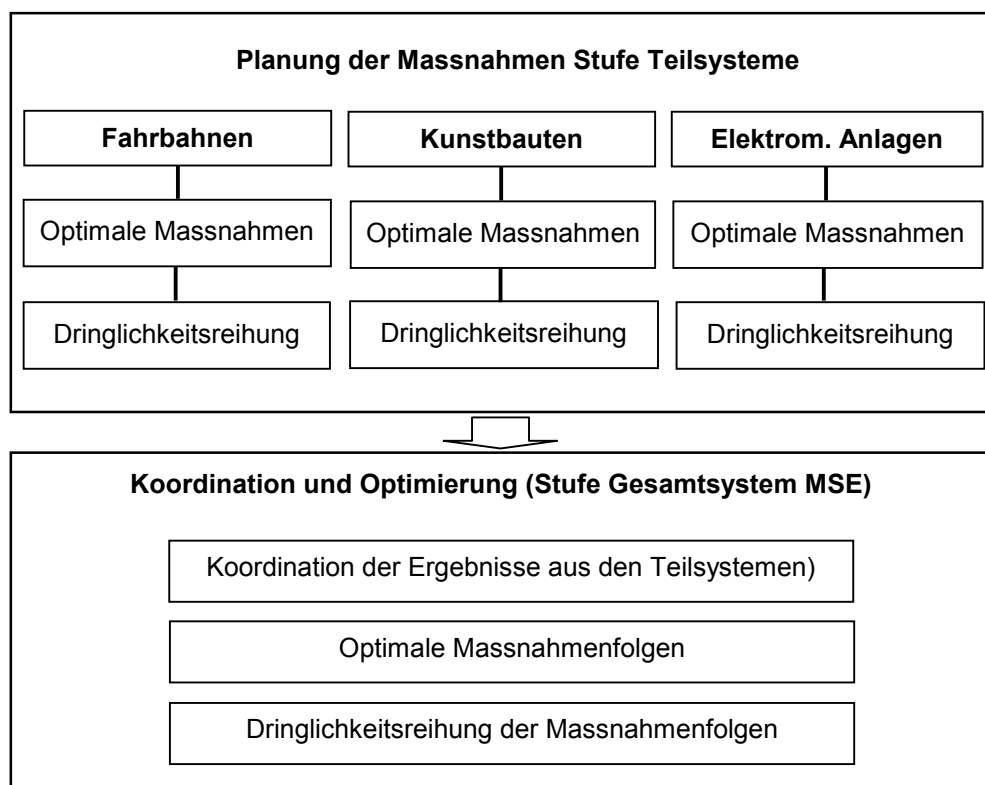 Planung der Massnahmen Stufe Teilsysteme
Fahrbahnen
Kunstbauten
Elektrom. Anlagen
Optimale Massnahmen
Optimale Massnahmen
Optimale Massnahmen
Dringlichkeitsreihung
Dringlichkeitsreihung
Dringlichkeitsreihung
Koordination und Optimierung (Stufe Gesamtsystem MSE)
Koordination der Ergebnisse aus den Teilsystemen)
Optimale Massnahmenfolgen
Dringlichkeitsreihung der Massnahmenfolgen